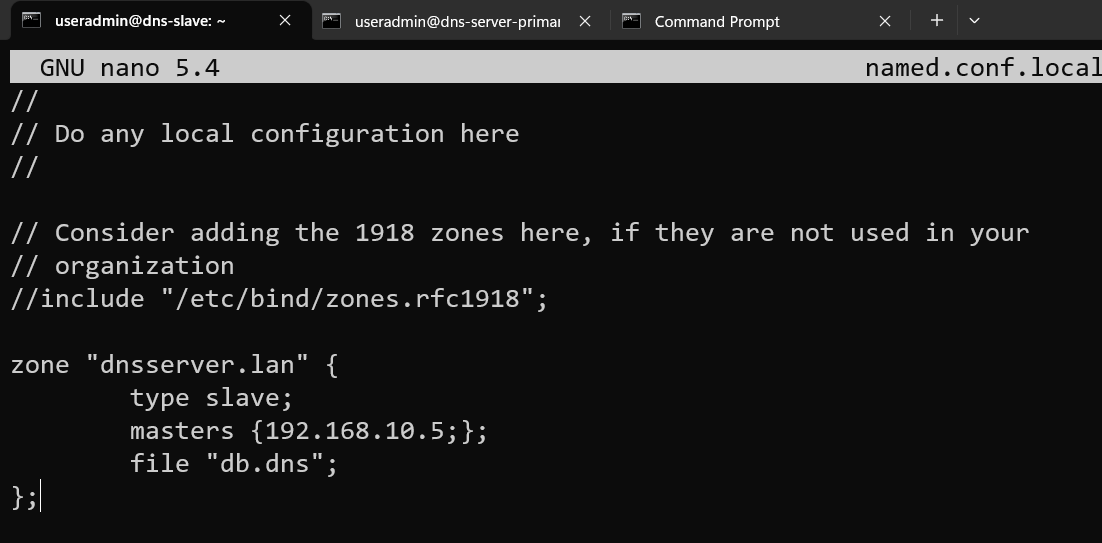 useradmin@dns-slave: ~
useradmin@dns-server-primar
Command Prompt
GNU nano 5.4
named.conf.local
//
// Do any local configuration here
//
// Consider adding the 1918 zones here, if they are not used in your
// organization
//include "/etc/bind/zones.rfc1918";
zone "dnsserver.lan" {
type slave;
masters {192.168.10.5;};
file "db.dns";
};